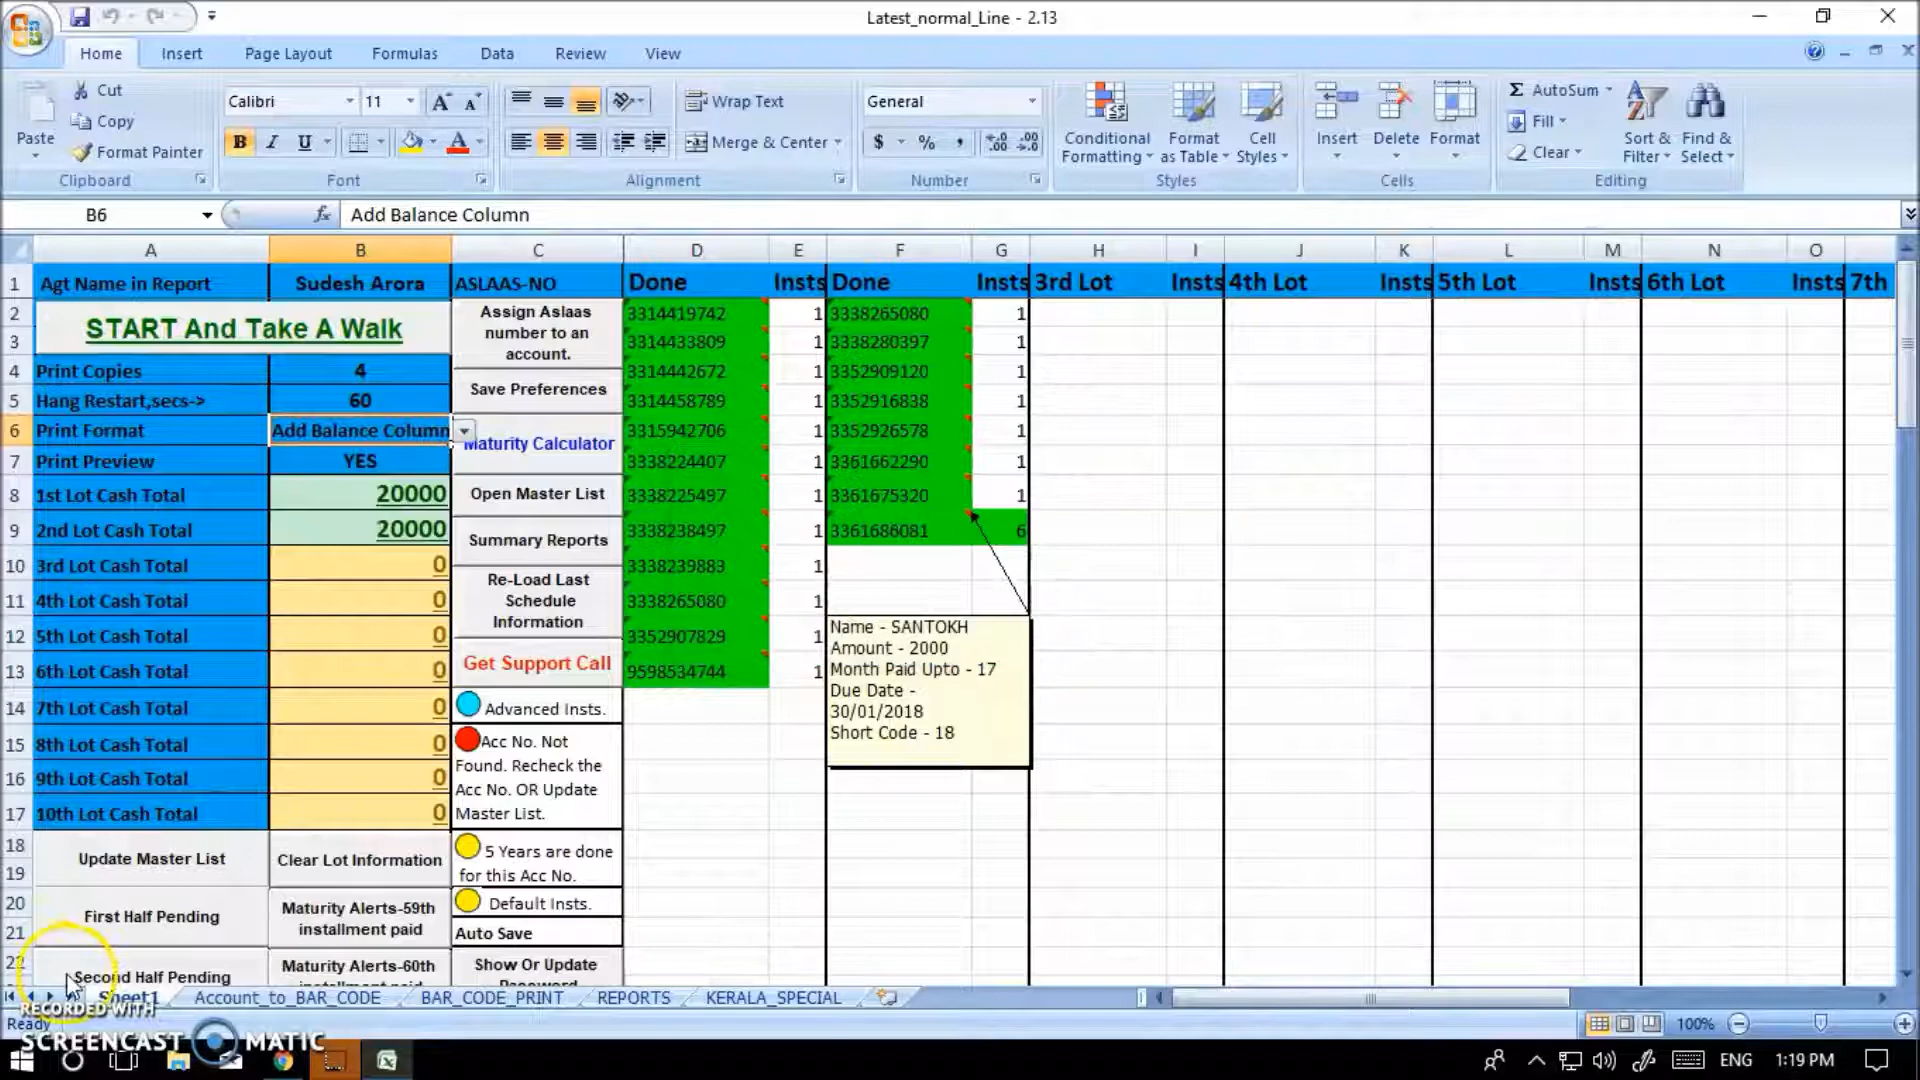 Latest_normal_Line - 2.13
Home Insert Page Layout Formulas Data Review View
Cut
Copy
Format Painter
Paste
Clipboard
Calibri 11
B I U
Font
Wrap Text
Merge & Center
Alignment
General
$ % ,
Number
Conditional Formatting
Format as Table
Cell Styles
Styles
Insert Delete Format
Cells
AutoSum
Fill
Clear
Sort & Filter
Find & Select
Editing
B6 fx Add Balance Column
A B C D E F G H I J K L M N O
1 Agt Name in Report Sudesh Arora ASLAAS-NO Done Insts Done Insts 3rd Lot Insts 4th Lot Insts 5th Lot Insts 6th Lot Insts 7th
2 START And Take A Walk 3314419742 1 3338265080 1
Assign Aslaas number to an account.
3 3314433809 1 3338280397 1
4 Print Copies 4 3314442672 1 3352909120 1
5 Hang Restart,secs-> 60 Save Preferences 3314458789 1 3352916838 1
6 Print Format Add Balance Column Maturity Calculator 3315942706 1 3352926578 1
7 Print Preview YES 3338224407 1 3361662290 1
8 1st Lot Cash Total 20000 Open Master List 3338225497 1 3361675320 1
9 2nd Lot Cash Total 20000 Summary Reports 3338238497 1 3361686081 6
10 3rd Lot Cash Total 0 3338239883 1
Re-Load Last Schedule Information
11 4th Lot Cash Total 0 3338265080 1
12 5th Lot Cash Total 0 3352907829 1
13 6th Lot Cash Total 0 Get Support Call 9598534744 1
Name - SANTOKH
Amount - 2000
Month Paid Upto - 17
Due Date -
30/01/2018
Short Code - 18
14 7th Lot Cash Total 0 Advanced Insts.
15 8th Lot Cash Total 0 Acc No. Not
Found. Recheck the
16 9th Lot Cash Total 0 Acc No. OR Update
17 10th Lot Cash Total 0 Master List.
18 Update Master List Clear Lot Information 5 Years are done
19 for this Acc No.
20 First Half Pending Maturity Alerts-59th installment paid Default Insts.
21 Auto Save
22 Second Half Pending Maturity Alerts-60th Show Or Update
Sheet1 Account_to_BAR_CODE BAR_CODE_PRINT REPORTS KERALA_SPECIAL
Ready 100%
RECORDED WITH
SCREENCAST MATIC
ENG 1:19 PM